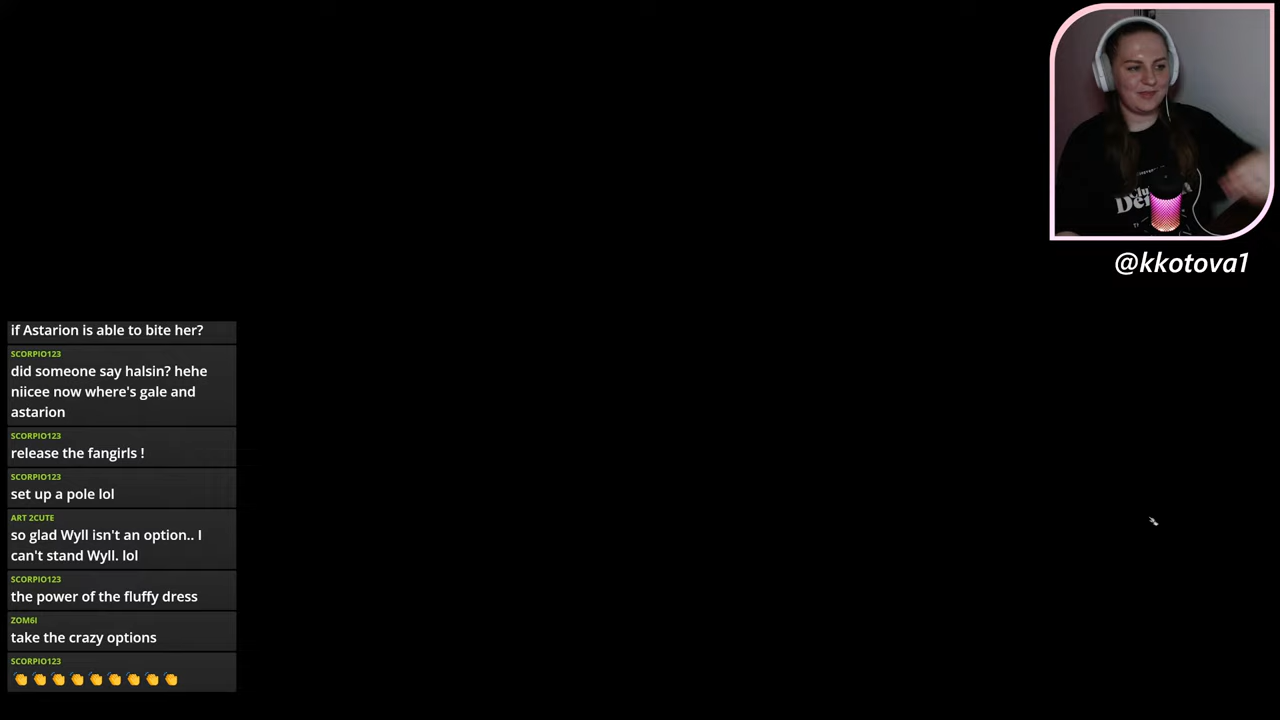 @kkotova1
if Astarion is able to bite her?
SCORPIO123
did someone say halsin? hehe
niicee now where's gale and
astarion
SCORPIO123
release the fangirls !
SCORPIO123
set up a pole lol
ART 2CUTE
so glad Wyll isn't an option.. I
can't stand Wyll. lol
SCORPIO123
the power of the fluffy dress
ZOM6I
take the crazy options
SCORPIO123
👏👏👏👏👏👏👏👏👏